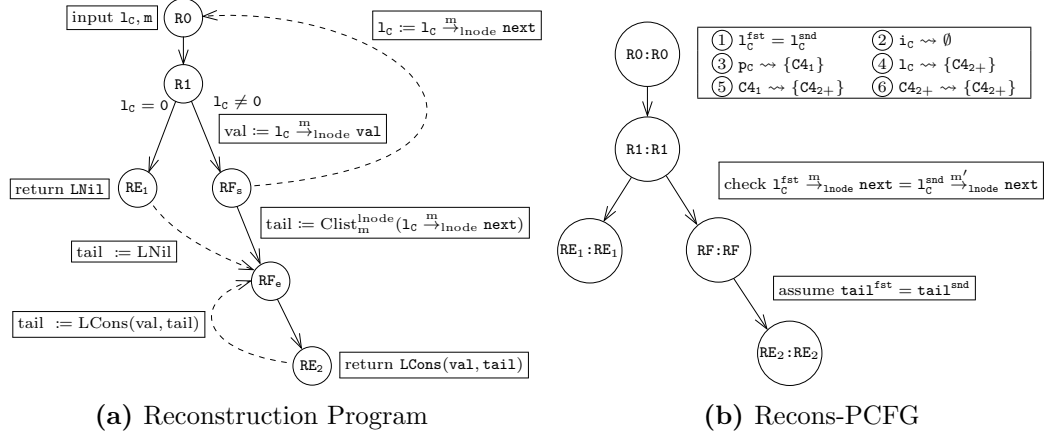 input l_C, m
R0
l_C := l_C →^m_lnode next
R1
l_C = 0
l_C ≠ 0
val := l_C →^m_lnode val
return LNil
RE_1
RF_s
tail := Clist^lnode_m(l_C →^m_lnode next)
tail := LNil
RF_e
tail := LCons(val, tail)
RE_2
return LCons(val, tail)
(a) Reconstruction Program
R0:R0
① l_C^fst = l_C^snd ② i_C ⇝ ∅
③ p_C ⇝ {C4_1} ④ l_C ⇝ {C4_2+}
⑤ C4_1 ⇝ {C4_2+} ⑥ C4_2+ ⇝ {C4_2+}
R1:R1
check l_C^fst →^m_lnode next = l_C^snd →^m′_lnode next
RE_1:RE_1
RF:RF
assume tail^fst = tail^snd
RE_2:RE_2
(b) Recons-PCFG